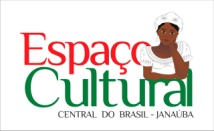 Espaço
Cultural
CENTRAL DO BRASIL - JANAÚBA